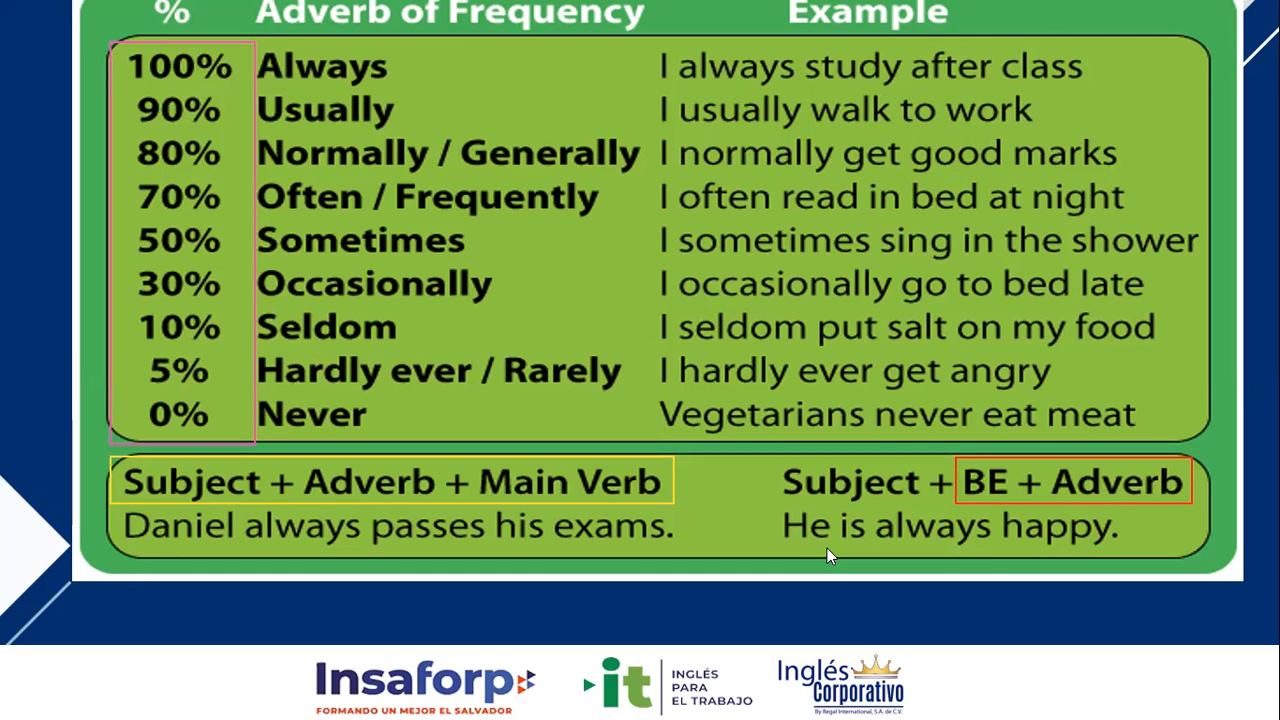 % Adverb of Frequency Example
100% Always I always study after class
90% Usually I usually walk to work
80% Normally / Generally I normally get good marks
70% Often / Frequently I often read in bed at night
50% Sometimes I sometimes sing in the shower
30% Occasionally I occasionally go to bed late
10% Seldom I seldom put salt on my food
5% Hardly ever / Rarely I hardly ever get angry
0% Never Vegetarians never eat meat
Subject + Adverb + Main Verb Subject + BE + Adverb
Daniel always passes his exams. He is always happy.
Insaforp
FORMANDO UN MEJOR EL SALVADOR
it
INGLÉS
PARA
EL TRABAJO
Inglés
Corporativo
By Regal International, S.A. de C.V.